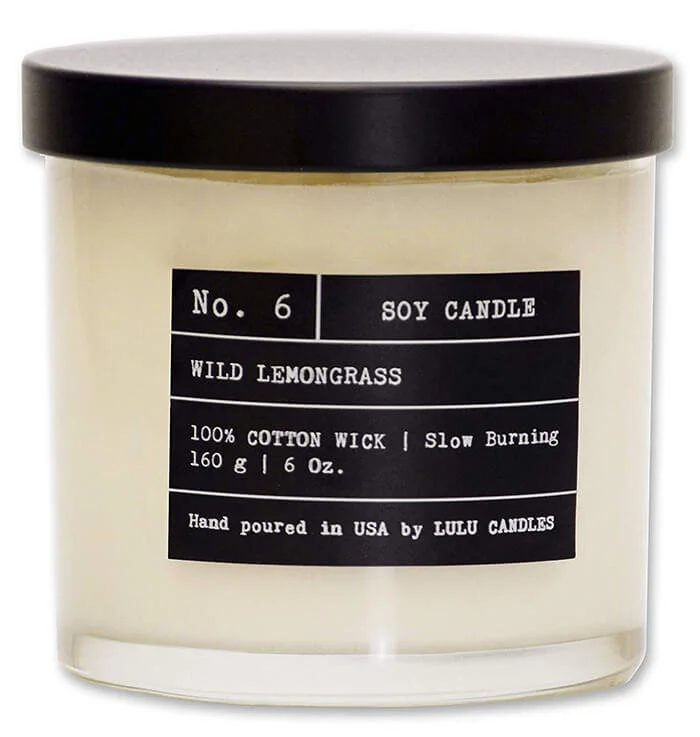 No. 6
SOY CANDLE
WILD LEMONGRASS
100% COTTON WICK | Slow Burning
160 g | 6 Oz.
Hand poured in USA by LULU CANDLES